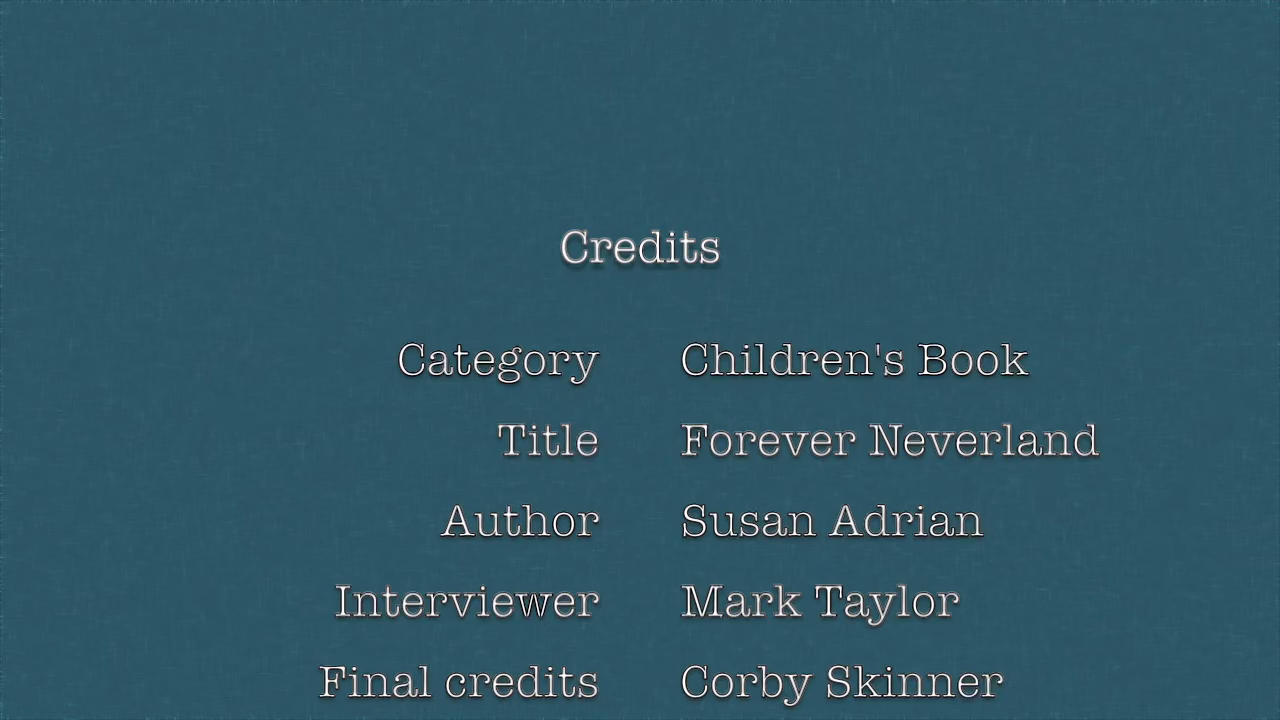 Credits
Category Children's Book
Title Forever Neverland
Author Susan Adrian
Interviewer Mark Taylor
Final credits Corby Skinner